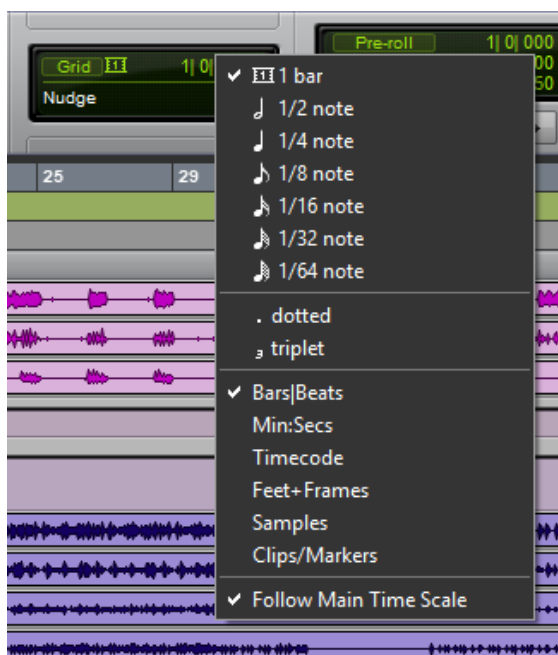 Grid 1 1| 0|
Nudge
Pre-roll 1| 0| 000
00
50
25 29
1 1 bar
1/2 note
1/4 note
1/8 note
1/16 note
1/32 note
1/64 note
. dotted
3 triplet
Bars|Beats
Min:Secs
Timecode
Feet+Frames
Samples
Clips/Markers
Follow Main Time Scale